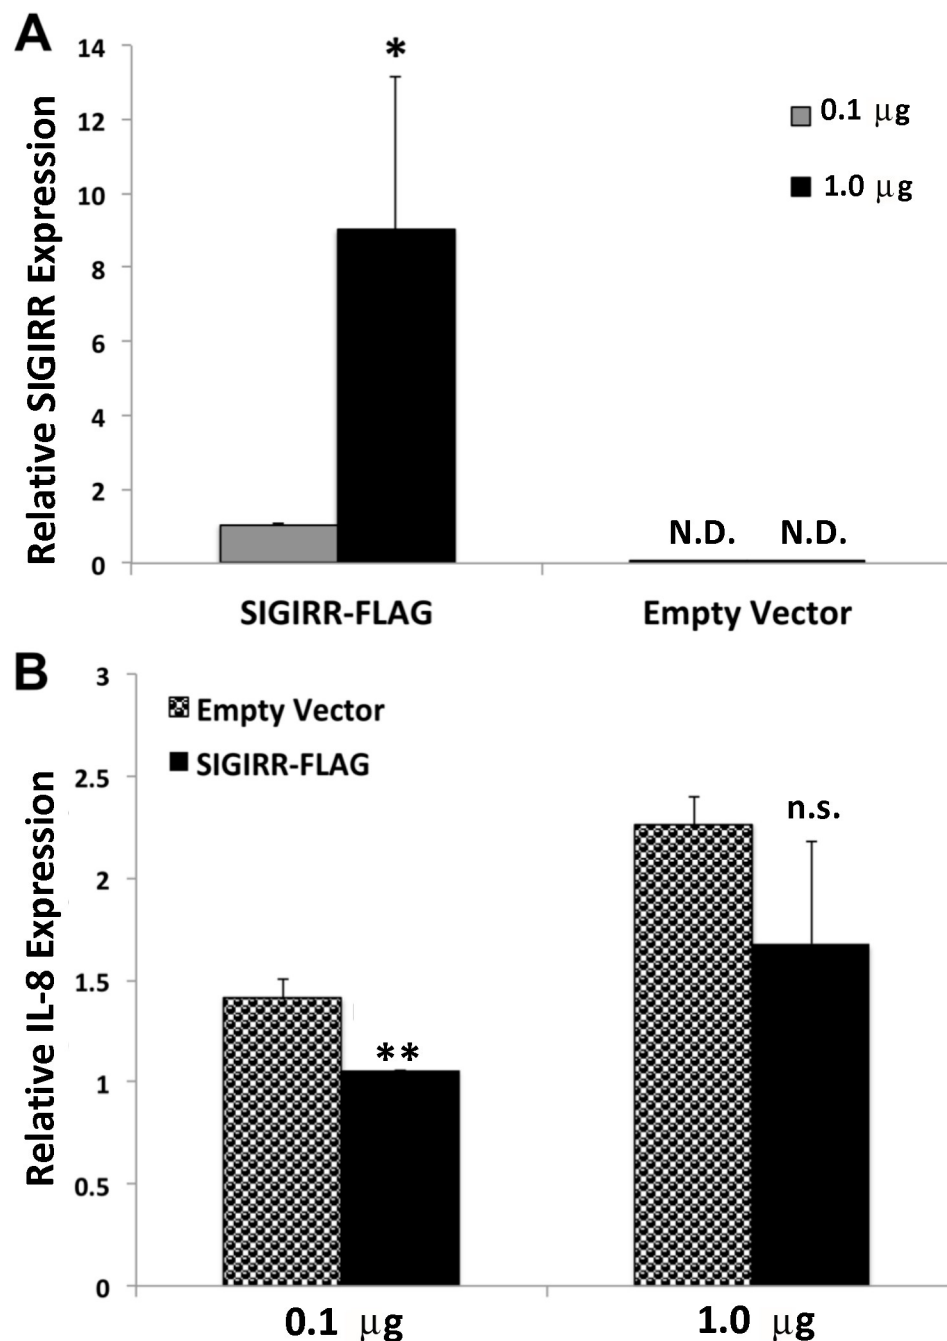 A
Relative SIGIRR Expression
14
12
10
8
6
4
2
0
*
0.1 μg
1.0 μg
N.D. N.D.
SIGIRR-FLAG Empty Vector
B
Relative IL-8 Expression
3
2.5
2
1.5
1
0.5
0
Empty Vector
SIGIRR-FLAG
**
n.s.
0.1 μg 1.0 μg